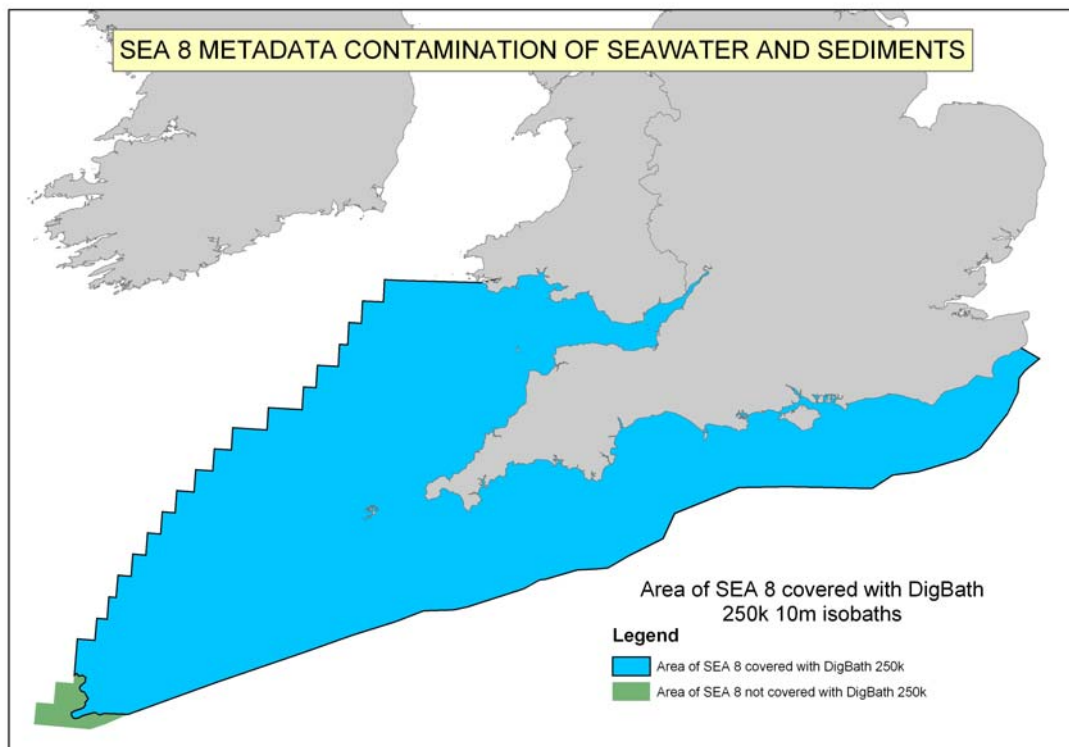 SEA 8 METADATA CONTAMINATION OF SEAWATER AND SEDIMENTS
Area of SEA 8 covered with DigBath
250k 10m isobaths
Legend
Area of SEA 8 covered with DigBath 250k
Area of SEA 8 not covered with DigBath 250k